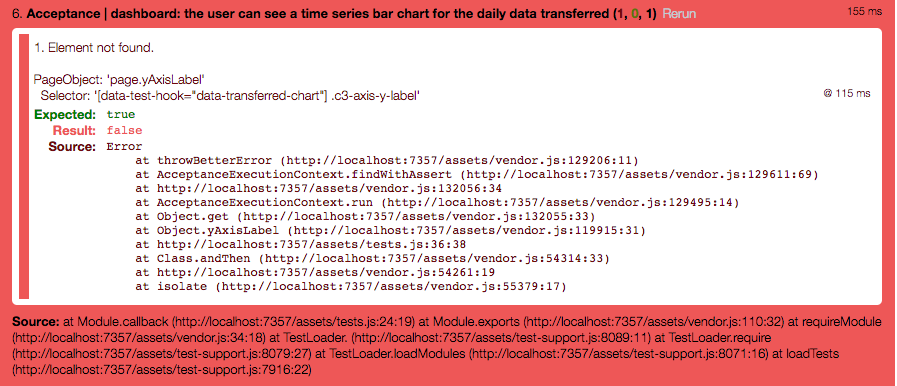 6. Acceptance | dashboard: the user can see a time series bar chart for the daily data transferred (1, 0, 1) Rerun 155 ms
1. Element not found.
PageObject: 'page.yAxisLabel'
Selector: '[data-test-hook="data-transferred-chart"] .c3-axis-y-label' @ 115 ms
Expected: true
Result: false
Source: Error
at throwBetterError (http://localhost:7357/assets/vendor.js:129206:11)
at AcceptanceExecutionContext.findWithAssert (http://localhost:7357/assets/vendor.js:129611:69)
at http://localhost:7357/assets/vendor.js:132056:34
at AcceptanceExecutionContext.run (http://localhost:7357/assets/vendor.js:129495:14)
at Object.get (http://localhost:7357/assets/vendor.js:132055:33)
at Object.yAxisLabel (http://localhost:7357/assets/vendor.js:119915:31)
at http://localhost:7357/assets/tests.js:36:38
at Class.andThen (http://localhost:7357/assets/vendor.js:54314:33)
at http://localhost:7357/assets/vendor.js:54261:19
at isolate (http://localhost:7357/assets/vendor.js:55379:17)
Source: at Module.callback (http://localhost:7357/assets/tests.js:24:19) at Module.exports (http://localhost:7357/assets/vendor.js:110:32) at requireModule
(http://localhost:7357/assets/vendor.js:34:18) at TestLoader. (http://localhost:7357/assets/test-support.js:8089:11) at TestLoader.require
(http://localhost:7357/assets/test-support.js:8079:27) at TestLoader.loadModules (http://localhost:7357/assets/test-support.js:8071:16) at loadTests
(http://localhost:7357/assets/test-support.js:7916:22)